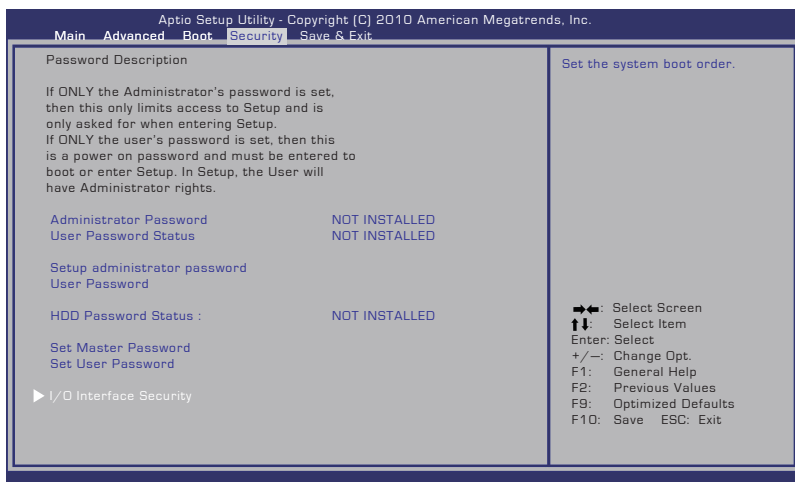 Aptio Setup Utility - Copyright (C) 2010 American Megatrends, Inc.
Main Advanced Boot Security Save & Exit
Password Description
If ONLY the Administrator's password is set,
then this only limits access to Setup and is
only asked for when entering Setup.
If ONLY the user's password is set, then this
is a power on password and must be entered to
boot or enter Setup. In Setup, the User will
have Administrator rights.
Administrator Password NOT INSTALLED
User Password Status NOT INSTALLED
Setup administrator password
User Password
HDD Password Status : NOT INSTALLED
Set Master Password
Set User Password
I/O Interface Security
Set the system boot order.
→←: Select Screen
↑↓: Select Item
Enter: Select
+/—: Change Opt.
F1: General Help
F2: Previous Values
F9: Optimized Defaults
F10: Save ESC: Exit